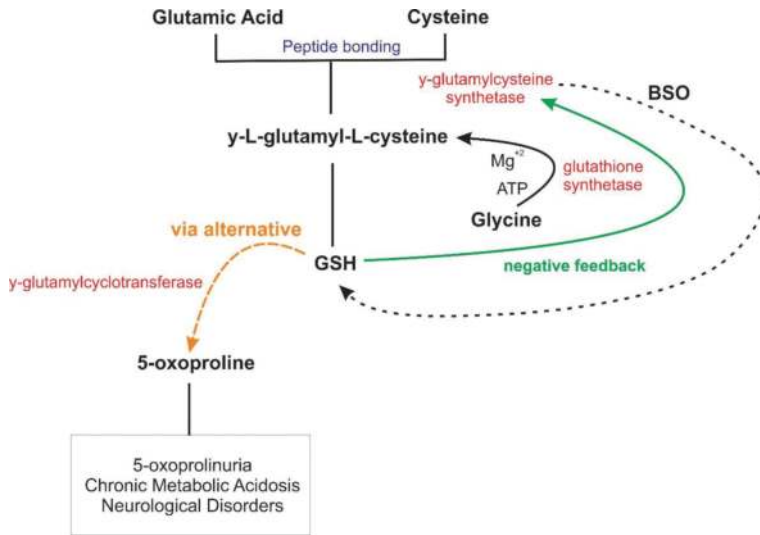 Glutamic Acid
Cysteine
Peptide bonding
y-glutamylcysteine
syntetase
BSO
y-L-glutamyl-L-cysteine
Mg+2
ATP
glutathione
synthetase
Glycine
via alternative
GSH
negative feedback
y-glutamylcyclotransferase
5-oxoproline
5-oxoprolinuria
Chronic Metabolic Acidosis
Neurological Disorders